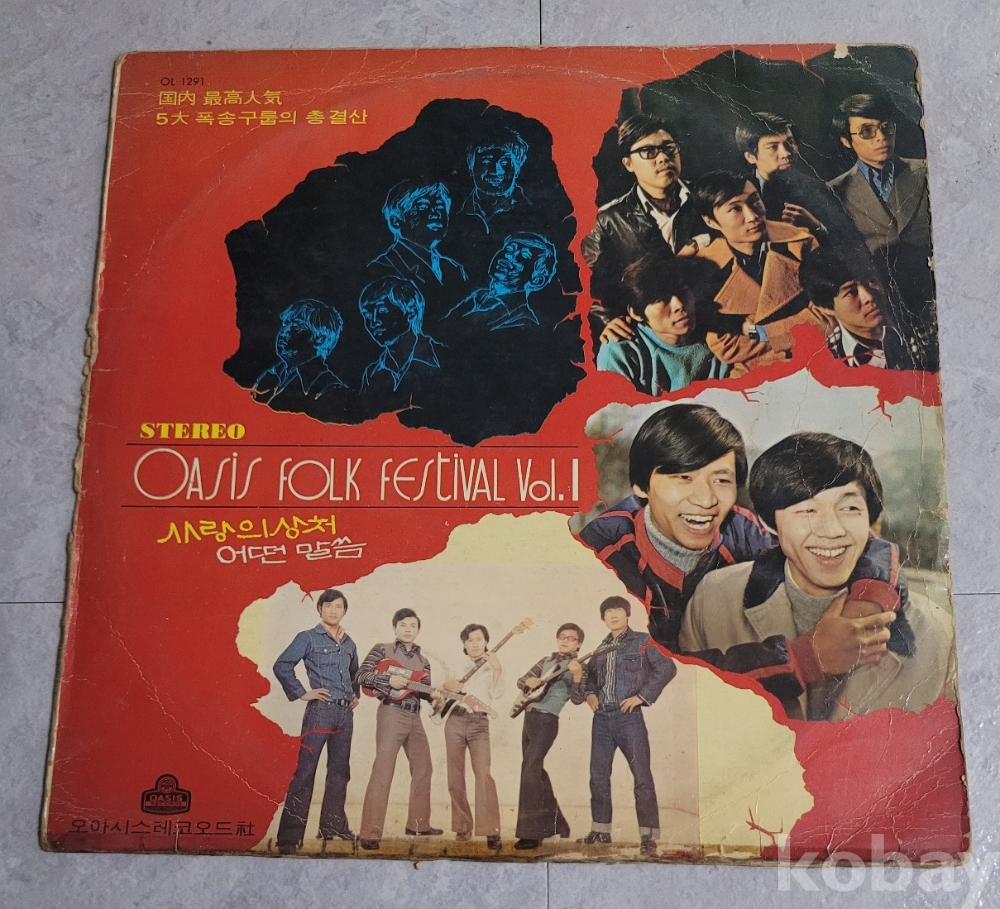 OL 1291
国内 最高人気
5大 폭송구룹의 총결산
STEREO
OASIS FOLK FESTIVAL Vol.1
사랑의상처
어떤 말씀
OASIS
RECORDS
오아시스레코오드社
kobay